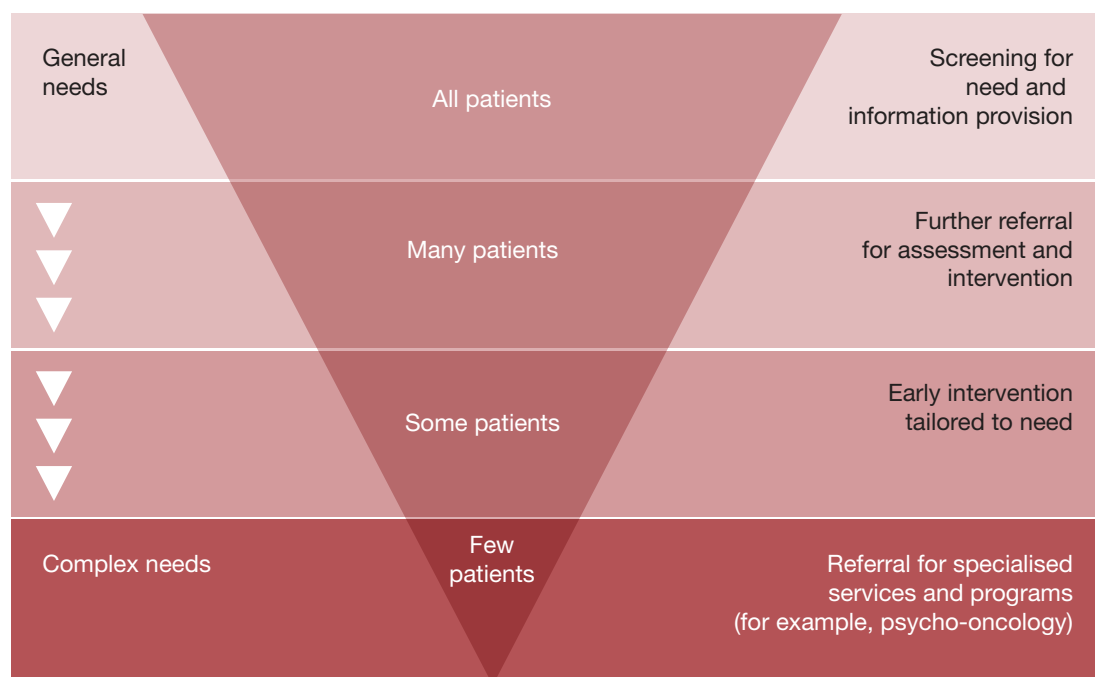 General
needs
All patients
Screening for
need and
information provision
Many patients
Further referral
for assessment and
intervention
Some patients
Early intervention
tailored to need
Complex needs
Few
patients
Referral for specialised
services and programs
(for example, psycho-oncology)